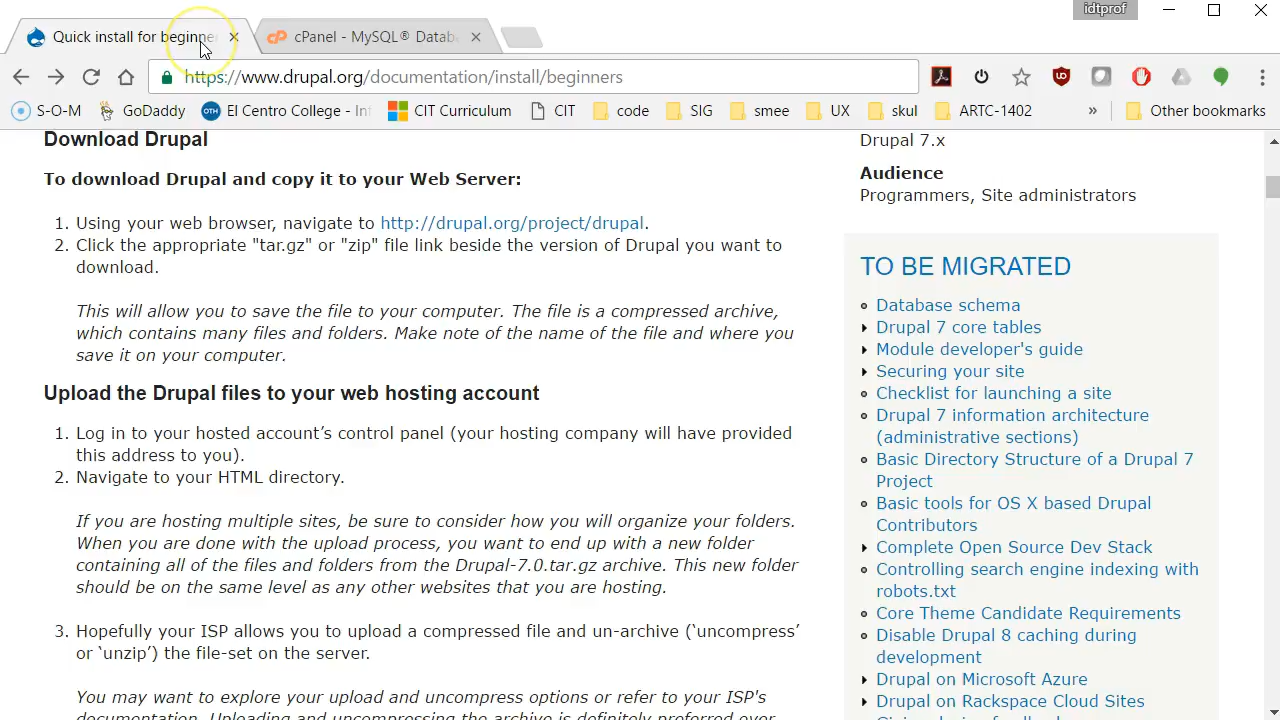 idtprof
Quick install for beginne
cPanel - MySQL® Datab
https://www.drupal.org/documentation/install/beginners
S-O-M
GoDaddy
El Centro College - Int
CIT Curriculum
CIT
code
SIG
smee
UX
skul
ARTC-1402
»
Other bookmarks
Download Drupal
To download Drupal and copy it to your Web Server:
1. Using your web browser, navigate to http://drupal.org/project/drupal.
2. Click the appropriate "tar.gz" or "zip" file link beside the version of Drupal you want to
download.
This will allow you to save the file to your computer. The file is a compressed archive,
which contains many files and folders. Make note of the name of the file and where you
save it on your computer.
Upload the Drupal files to your web hosting account
1. Log in to your hosted account’s control panel (your hosting company will have provided
this address to you).
2. Navigate to your HTML directory.
If you are hosting multiple sites, be sure to consider how you will organize your folders.
When you are done with the upload process, you want to end up with a new folder
containing all of the files and folders from the Drupal-7.0.tar.gz archive. This new folder
should be on the same level as any other websites that you are hosting.
3. Hopefully your ISP allows you to upload a compressed file and un-archive (‘uncompress’
or ‘unzip’) the file-set on the server.
You may want to explore your upload and uncompress options or refer to your ISP's
documentation. Uploading and uncompressing the archive is definitely preferred over
Drupal 7.x
Audience
Programmers, Site administrators
TO BE MIGRATED
Database schema
Drupal 7 core tables
Module developer's guide
Securing your site
Checklist for launching a site
Drupal 7 information architecture
(administrative sections)
Basic Directory Structure of a Drupal 7
Project
Basic tools for OS X based Drupal
Contributors
Complete Open Source Dev Stack
Controlling search engine indexing with
robots.txt
Core Theme Candidate Requirements
Disable Drupal 8 caching during
development
Drupal on Microsoft Azure
Drupal on Rackspace Cloud Sites